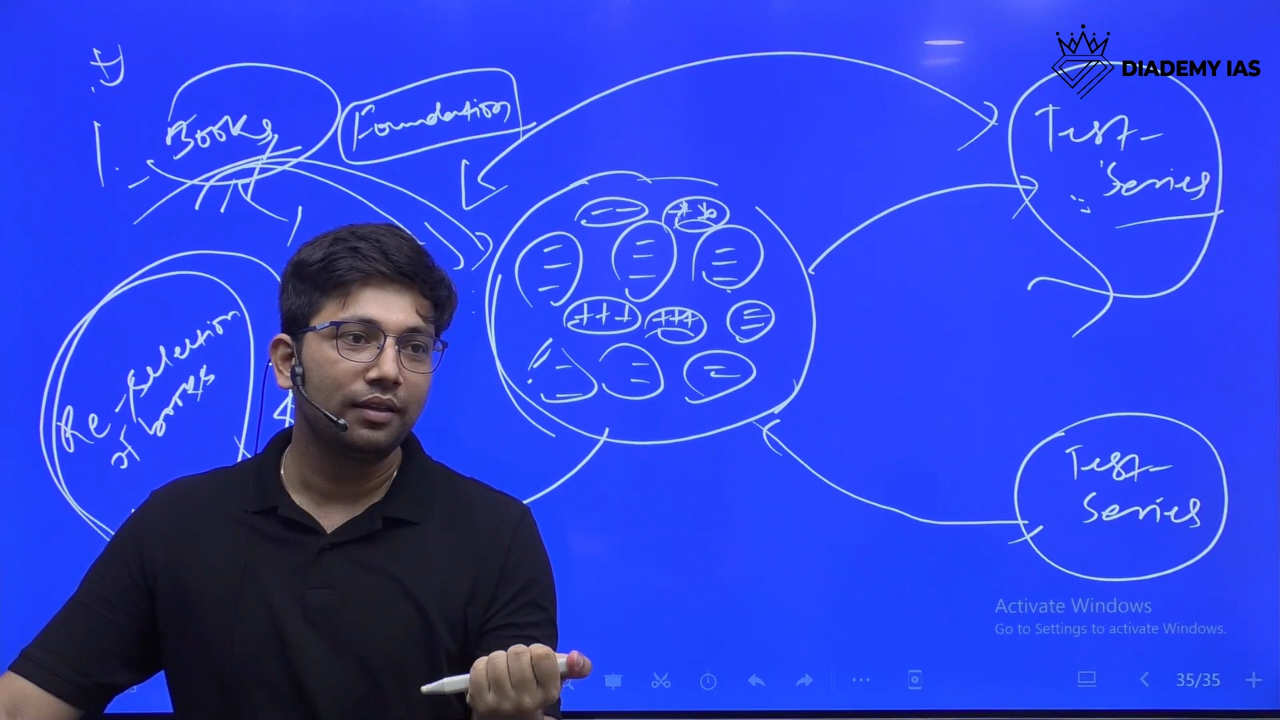 DIADEMY IAS
1.
Books
Foundation
Test-
Series
Re-selection
of books
Test-
Series
Activate Windows
Go to Settings to activate Windows.
35/35